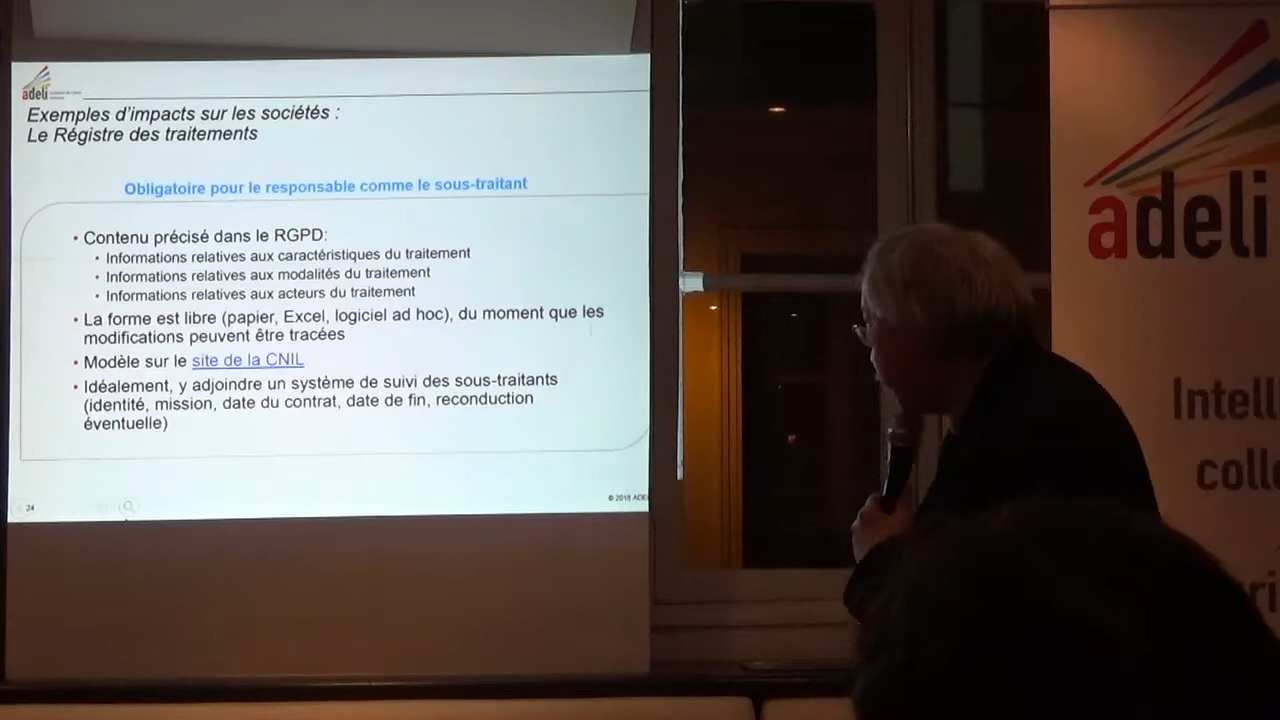 adeli
Exemples d'impacts sur les sociétés :
Le Régistre des traitements
Obligatoire pour le responsable comme le sous-traitant
• Contenu précisé dans le RGPD:
• Informations relatives aux caractéristiques du traitement
• Informations relatives aux modalités du traitement
• Informations relatives aux acteurs du traitement
• La forme est libre (papier, Excel, logiciel ad hoc), du moment que les
modifications peuvent être tracées
• Modèle sur le site de la CNIL
• Idéalement, y adjoindre un système de suivi des sous-traitants
(identité, mission, date du contrat, date de fin, reconduction
éventuelle)
24
© 2018 ADE
adeli
Intell
coll